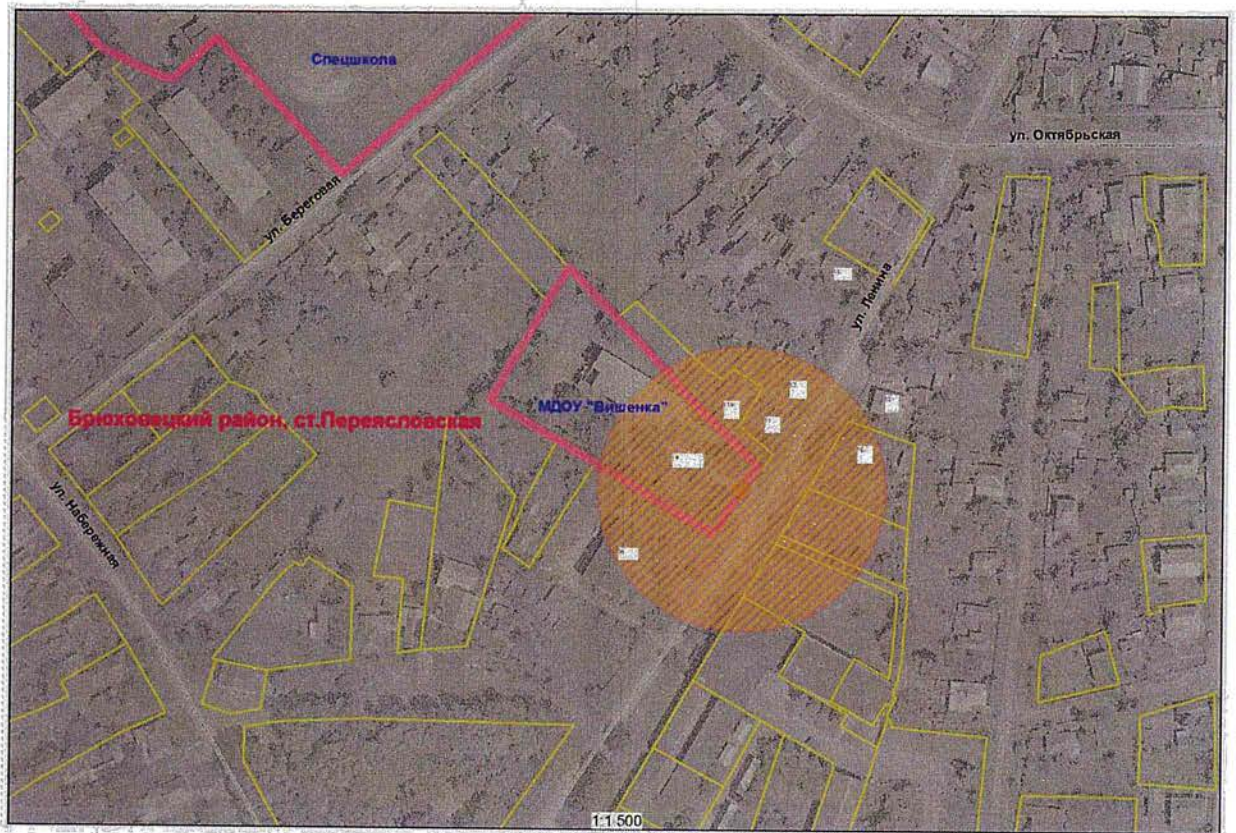 Спецшкола
ул. Октябрьская
ул. Береговая
ул. Ленина
МДОУ "Вишенка"
Брюховецкий район, ст.Переясловская
ул. Набережная
1:1 500